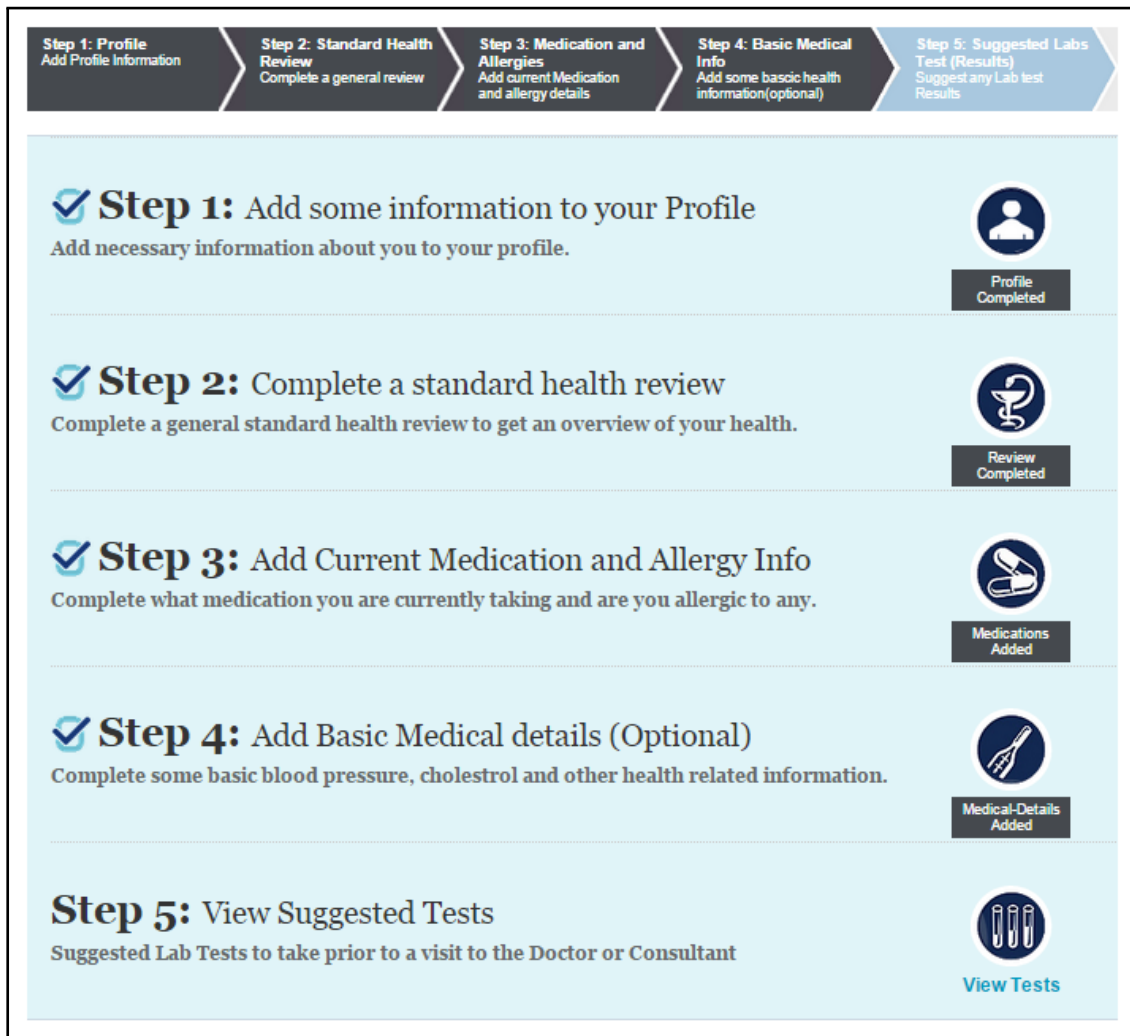 Step 1: Profile
Add Profile Information
Step 2: Standard Health
Review
Complete a general review
Step 3: Medication and
Allergies
Add current Medication
and allergy details
Step 4: Basic Medical
Info
Add some bascic health
information(optional)
Step 5: Suggested Labs
Test (Results)
Suggest any Lab test
Results
Step 1: Add some information to your Profile
Add necessary information about you to your profile.
Profile
Completed
Step 2: Complete a standard health review
Complete a general standard health review to get an overview of your health.
Review
Completed
Step 3: Add Current Medication and Allergy Info
Complete what medication you are currently taking and are you allergic to any.
Medications
Added
Step 4: Add Basic Medical details (Optional)
Complete some basic blood pressure, cholestrol and other health related information.
Medical-Details
Added
Step 5: View Suggested Tests
Suggested Lab Tests to take prior to a visit to the Doctor or Consultant
View Tests